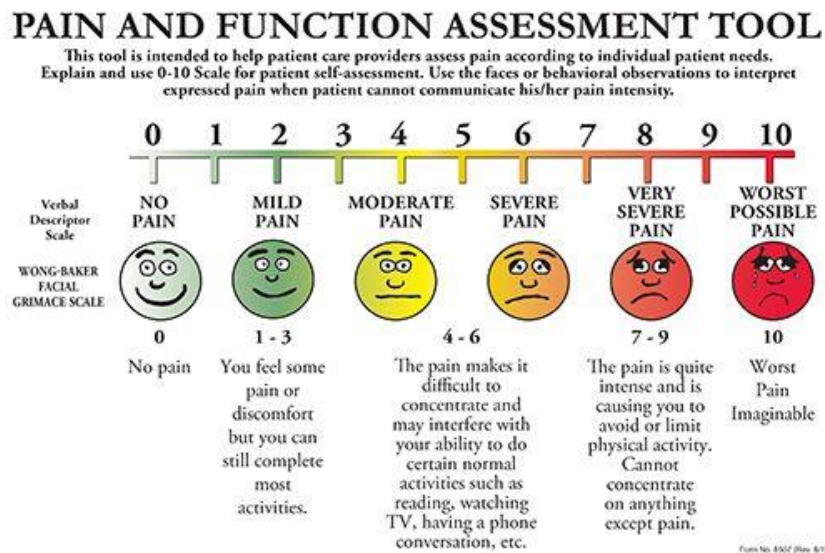 PAIN AND FUNCTION ASSESSMENT TOOL
This tool is intended to help patient care providers assess pain according to individual patient needs.
Explain and use 0-10 Scale for patient self-assessment. Use the faces or behavioral observations to interpret
expressed pain when patient cannot communicate his/her pain intensity.
0 1 2 3 4 5 6 7 8 9 10
Verbal
Descriptor
Scale
NO
PAIN
MILD
PAIN
MODERATE
PAIN
SEVERE
PAIN
VERY
SEVERE
PAIN
WORST
POSSIBLE
PAIN
WONG-BAKER
FACIAL
GRIMACE SCALE
0
No pain
1 - 3
You feel some
pain or
discomfort
but you can
still complete
most
activities.
4 - 6
The pain makes it
difficult to
concentrate and
may interfere with
your ability to do
certain normal
activities such as
reading, watching
TV, having a phone
conversation, etc.
7 - 9
The pain is quite
intense and is
causing you to
avoid or limit
physical activity.
Cannot
concentrate
on anything
except pain.
10
Worst
Pain
Imaginable
Form No.